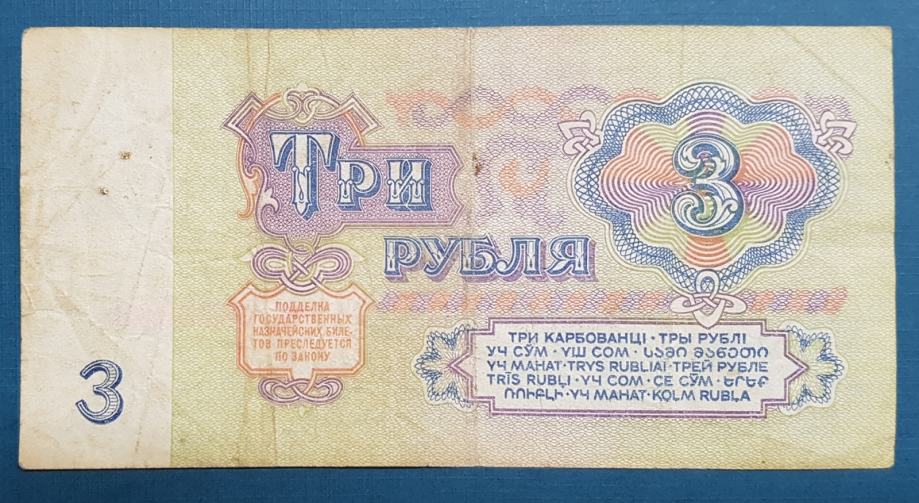 ТРИ
РУБЛЯ
3
ПОДДЕЛКА
ГОСУДАРСТВЕННЫХ
КАЗНАЧЕЙСКИХ БИЛЕ-
ТОВ ПРЕСЛЕДУЕТСЯ
ПО ЗАКОНУ
ТРИ КАРБОВАНЦІ · ТРЫ РУБЛІ
УЧ СЎМ · ҮШ СОМ · ᲡᲐᲛᲘ ᲛᲐᲜᲔᲗᲘ
УЧ МАНАТ · TRYS RUBLIAI · ТРЕЙ РУБЛЕ
TRĪS RUBĻI · ҮЧ СОМ · СЕ СӮМ · ԵՐԵՔ
ՌՈՒԲԼԻ · ҮЧ МАНАТ · KOLM RUBLA
3